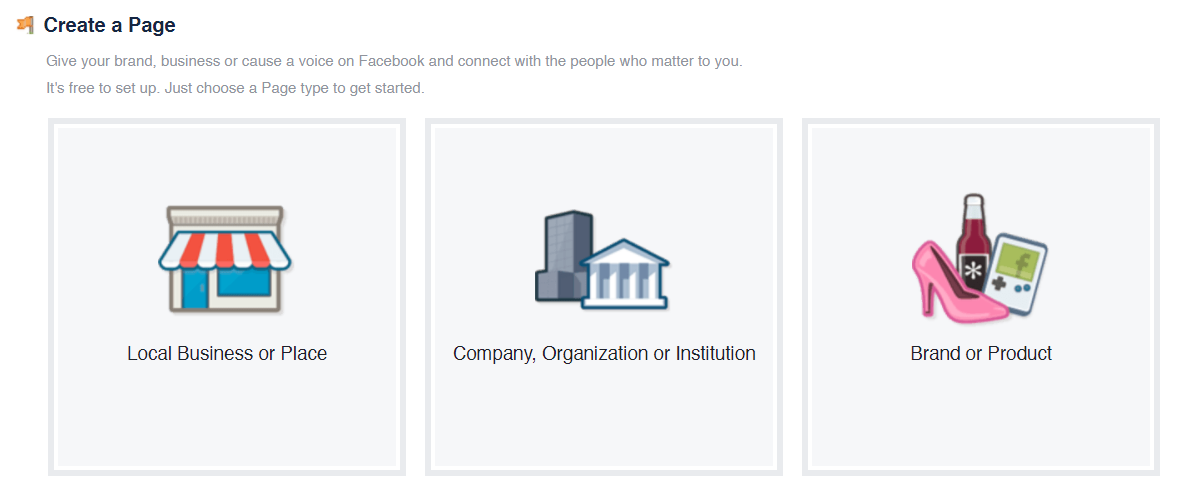 Create a Page
Give your brand, business or cause a voice on Facebook and connect with the people who matter to you.
It's free to set up. Just choose a Page type to get started.
Local Business or Place
Company, Organization or Institution
Brand or Product